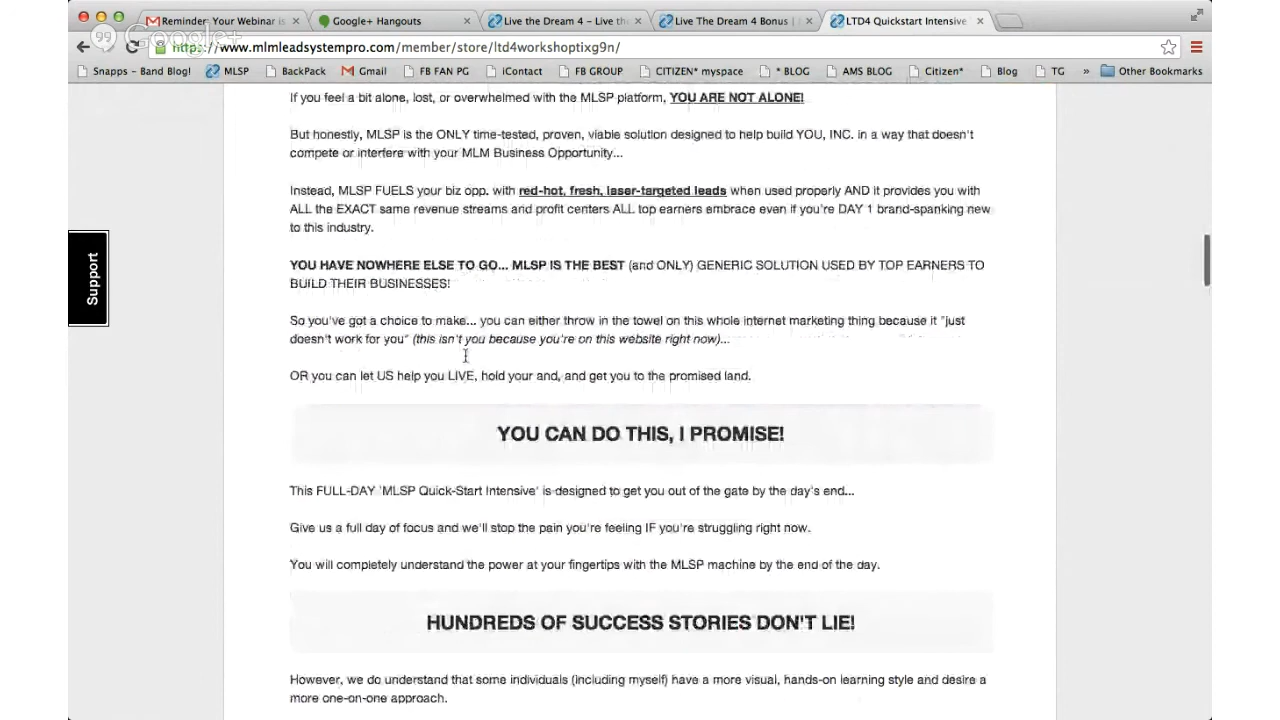 Reminder: Your Webinar is
Google+ Hangouts
Live the Dream 4 – Live th
Live The Dream 4 Bonus |
LTD4 Quickstart Intensive
Google+
https://www.mlmleadsystempro.com/member/store/ltd4workshoptixg9n/
Snapps - Band Blog! MLSP BackPack Gmail FB FAN PG iContact FB GROUP CITIZEN* myspace * BLOG AMS BLOG Citizen* Blog TG » Other Bookmarks
If you feel a bit alone, lost, or overwhelmed with the MLSP platform, YOU ARE NOT ALONE!
But honestly, MLSP is the ONLY time-tested, proven, viable solution designed to help build YOU, INC. in a way that doesn't
compete or interfere with your MLM Business Opportunity...
Instead, MLSP FUELS your biz opp. with red-hot, fresh, laser-targeted leads when used properly AND it provides you with
ALL the EXACT same revenue streams and profit centers ALL top earners embrace even if you're DAY 1 brand-spanking new
to this industry.
Support
YOU HAVE NOWHERE ELSE TO GO... MLSP IS THE BEST (and ONLY) GENERIC SOLUTION USED BY TOP EARNERS TO
BUILD THEIR BUSINESSES!
So you've got a choice to make... you can either throw in the towel on this whole internet marketing thing because it "just
doesn't work for you" (this isn't you because you're on this website right now)...
OR you can let US help you LIVE, hold your and, and get you to the promised land.
YOU CAN DO THIS, I PROMISE!
This FULL-DAY 'MLSP Quick-Start Intensive' is designed to get you out of the gate by the day's end...
Give us a full day of focus and we'll stop the pain you're feeling IF you're struggling right now.
You will completely understand the power at your fingertips with the MLSP machine by the end of the day.
HUNDREDS OF SUCCESS STORIES DON'T LIE!
However, we do understand that some individuals (including myself) have a more visual, hands-on learning style and desire a
more one-on-one approach.